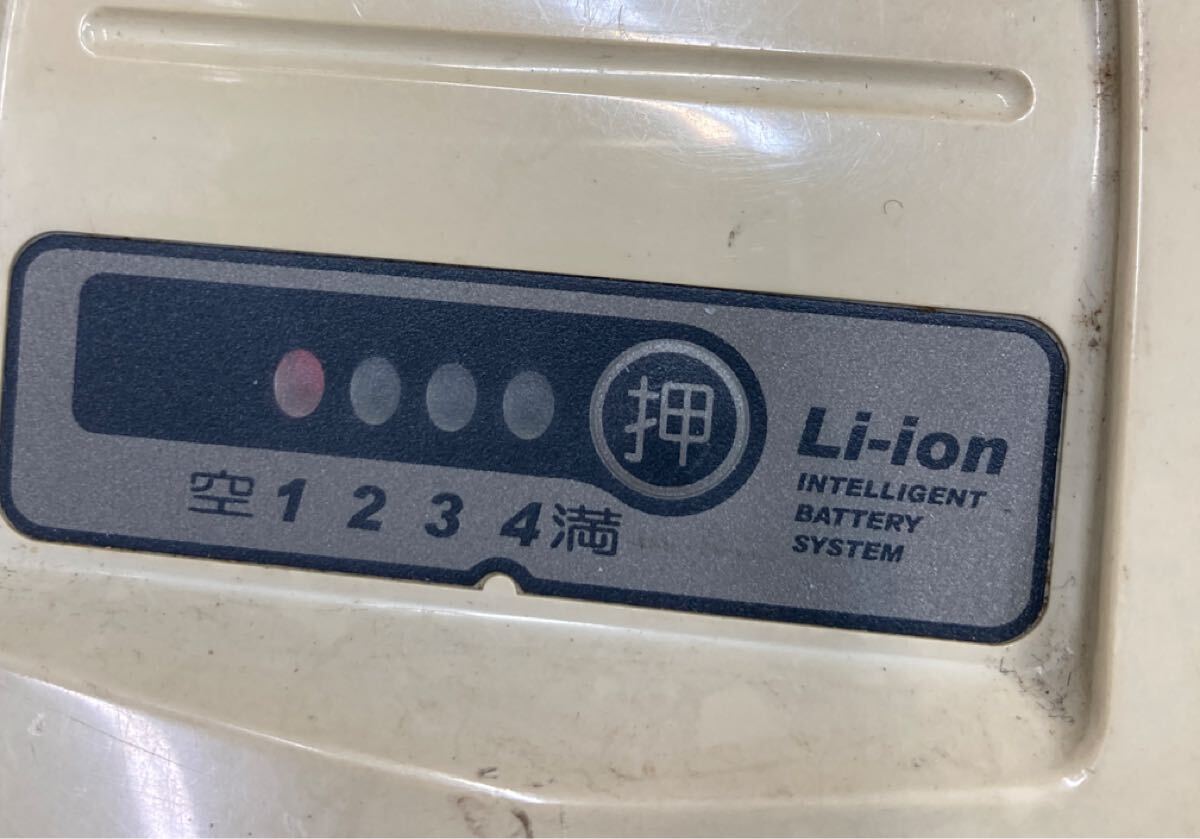 押
空 1 2 3 4 満
Li-ion
INTELLIGENT
BATTERY
SYSTEM